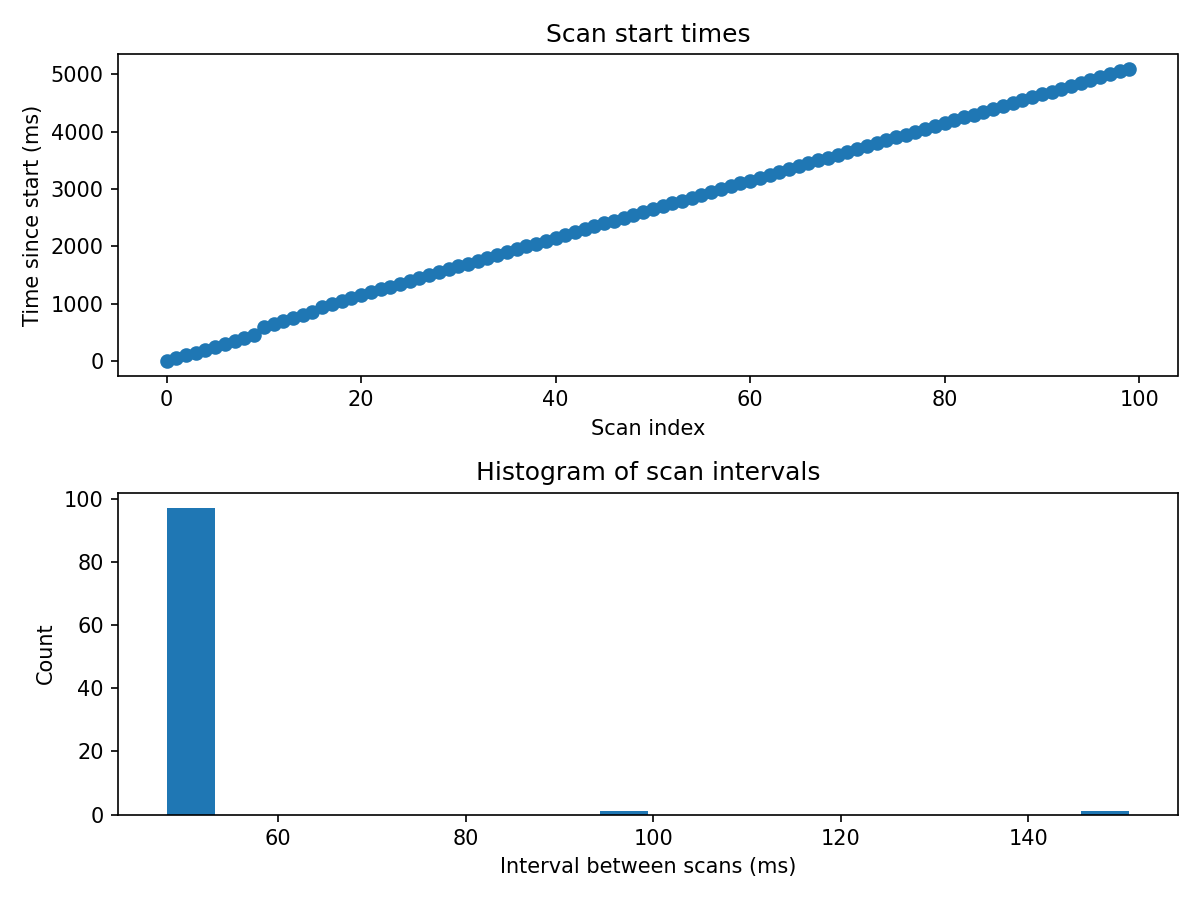 Scan start times
5000
4000
3000
2000
1000
0
Time since start (ms)
0 20 40 60 80 100
Scan index
Histogram of scan intervals
100
80
60
40
20
0
Count
60 80 100 120 140
Interval between scans (ms)